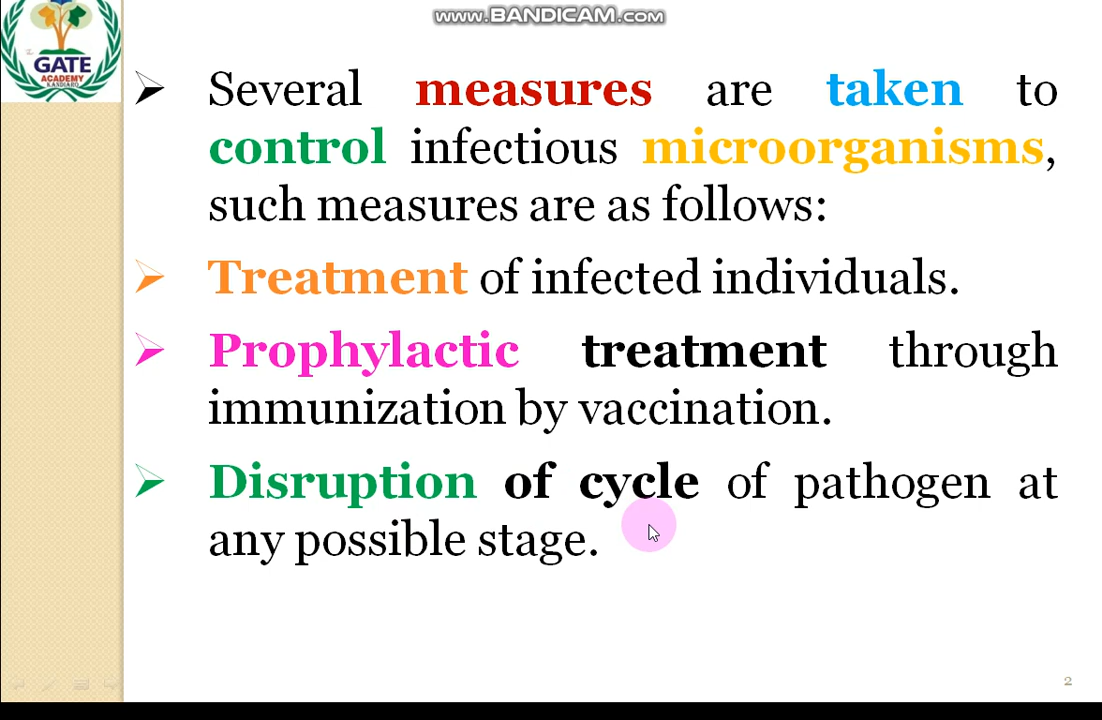 www.BANDICAM.com
GATE
ACADEMY
KANDIARO
Several measures are taken to
control infectious microorganisms,
such measures are as follows:
Treatment of infected individuals.
Prophylactic treatment through
immunization by vaccination.
Disruption of cycle of pathogen at
any possible stage.
2